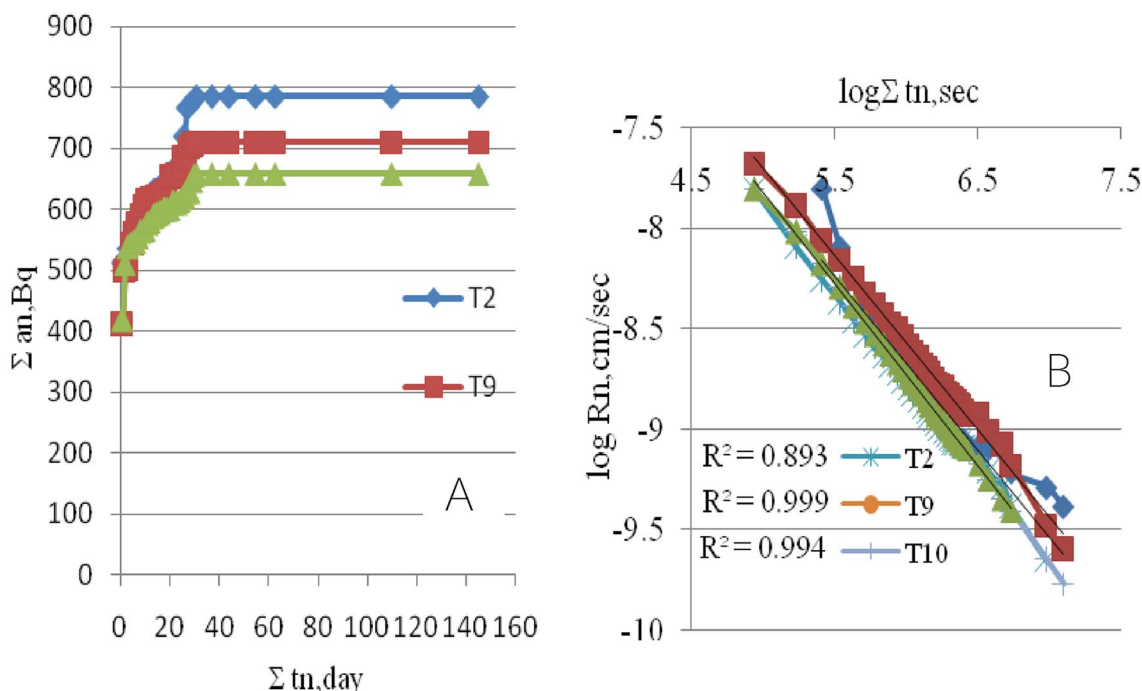 900
800
700
600
500
400
300
200
100
0
0 20 40 60 80 100 120 140 160
Σ an,Bq
Σ tn,day
T2
T9
A
logΣ tn,sec
-7.5
4.5 5.5 6.5 7.5
-8
-8.5
-9
-9.5
-10
log Rn,cm/sec
B
R² = 0.893 T2
R² = 0.999 T9
R² = 0.994 T10